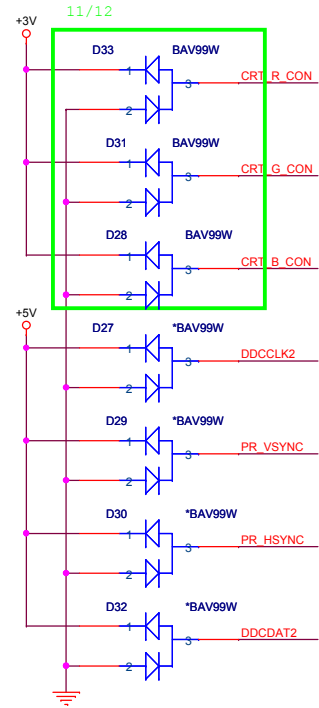 11/12
+3V
D33 BAV99W
1
3 CRT_R_CON
2
D31 BAV99W
1
3 CRT_G_CON
2
D28 BAV99W
1
3 CRT_B_CON
2
+5V
D27 *BAV99W
1
3 DDCCLK2
2
D29 *BAV99W
1
3 PR_VSYNC
2
D30 *BAV99W
1
3 PR_HSYNC
2
D32 *BAV99W
1
3 DDCDAT2
2